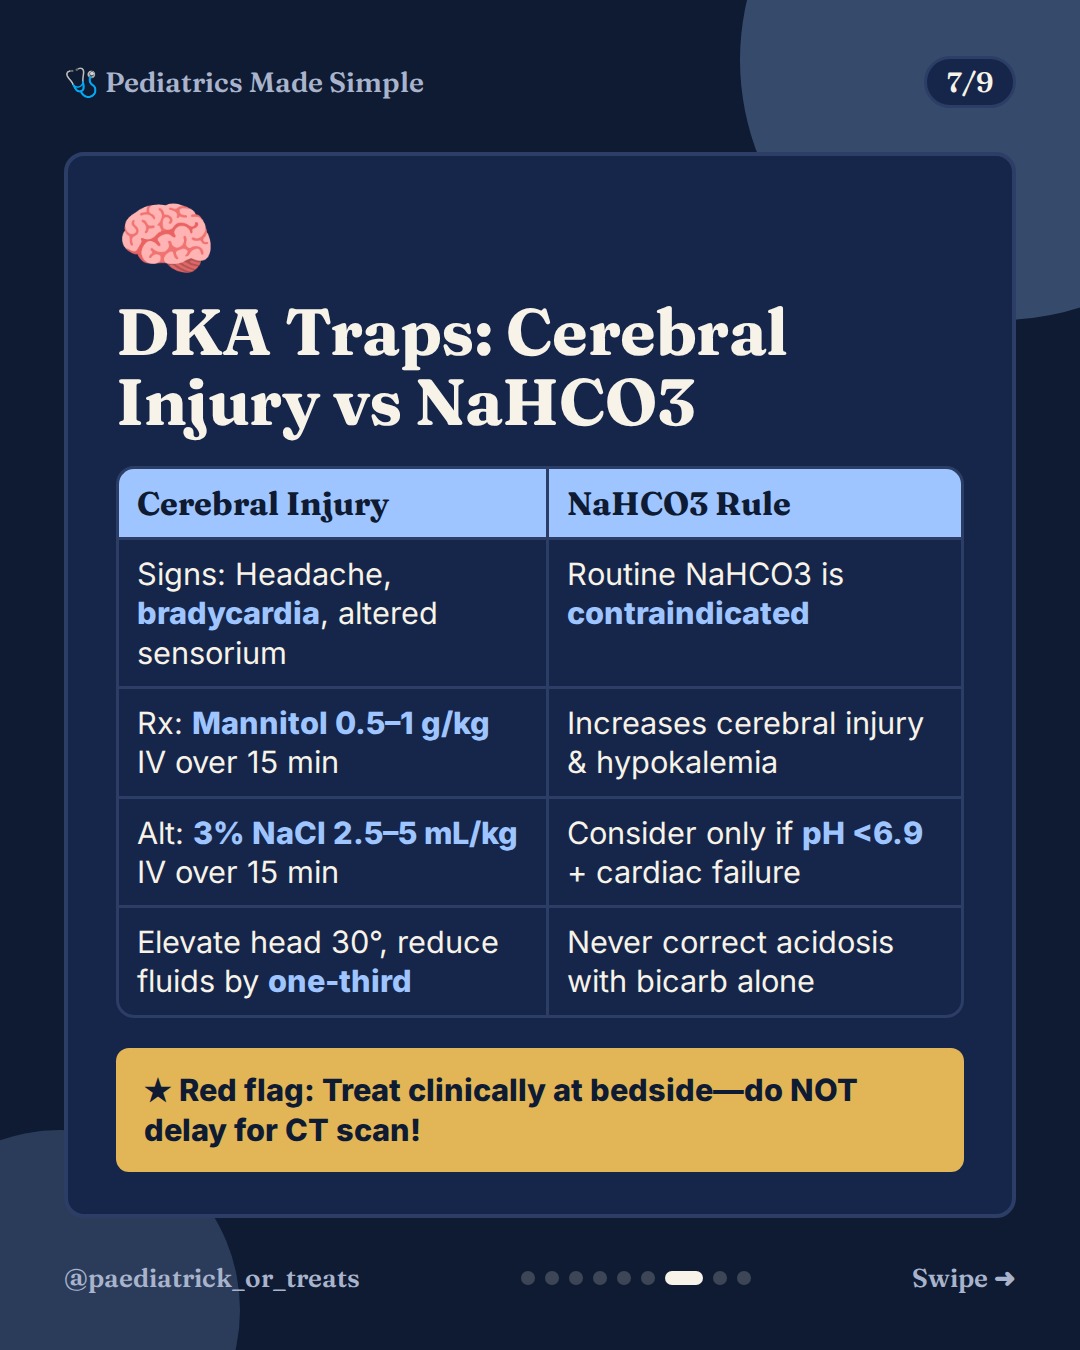 Pediatrics Made Simple
7/9
DKA Traps: Cerebral
Injury vs NaHCO3
Cerebral Injury
NaHCO3 Rule
Signs: Headache,
bradycardia, altered
sensorium
Routine NaHCO3 is
contraindicated
Rx: Mannitol 0.5–1 g/kg
IV over 15 min
Increases cerebral injury
& hypokalemia
Alt: 3% NaCl 2.5–5 mL/kg
IV over 15 min
Consider only if pH <6.9
+ cardiac failure
Elevate head 30°, reduce
fluids by one-third
Never correct acidosis
with bicarb alone
★ Red flag: Treat clinically at bedside—do NOT
delay for CT scan!
@paediatrick_or_treats
Swipe ➜